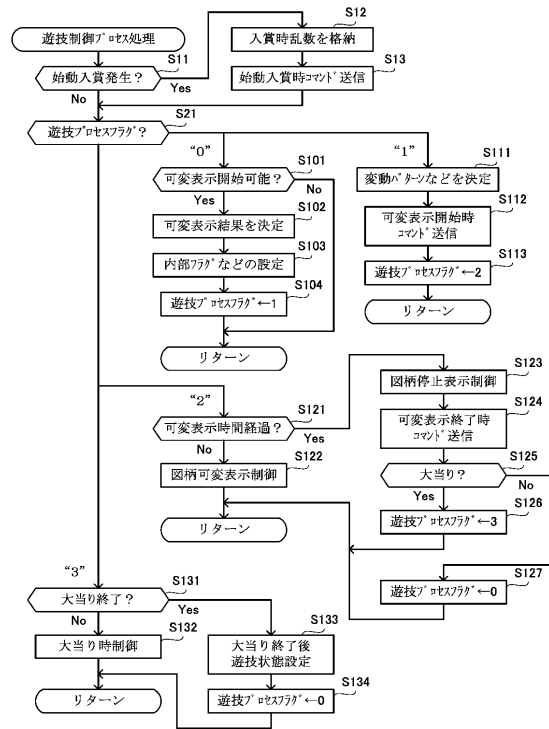 遊技制御プロセス処理
S11
始動入賞発生？
Yes
No
S12
入賞時乱数を格納
S13
始動入賞時コマンド送信
S21
遊技プロセスフラグ？
“0”
S101
可変表示開始可能？
No
Yes
S102
可変表示結果を決定
S103
内部フラグなどの設定
S104
遊技プロセスフラグ←1
リターン
“1”
S111
変動パターンなどを決定
S112
可変表示開始時
コマンド送信
S113
遊技プロセスフラグ←2
リターン
“2”
S121
可変表示時間経過？
Yes
No
S122
図柄可変表示制御
リターン
S123
図柄停止表示制御
S124
可変表示終了時
コマンド送信
S125
大当り？
No
Yes
S126
遊技プロセスフラグ←3
S127
遊技プロセスフラグ←0
“3”
S131
大当り終了？
Yes
No
S132
大当り時制御
リターン
S133
大当り終了後
遊技状態設定
S134
遊技プロセスフラグ←0